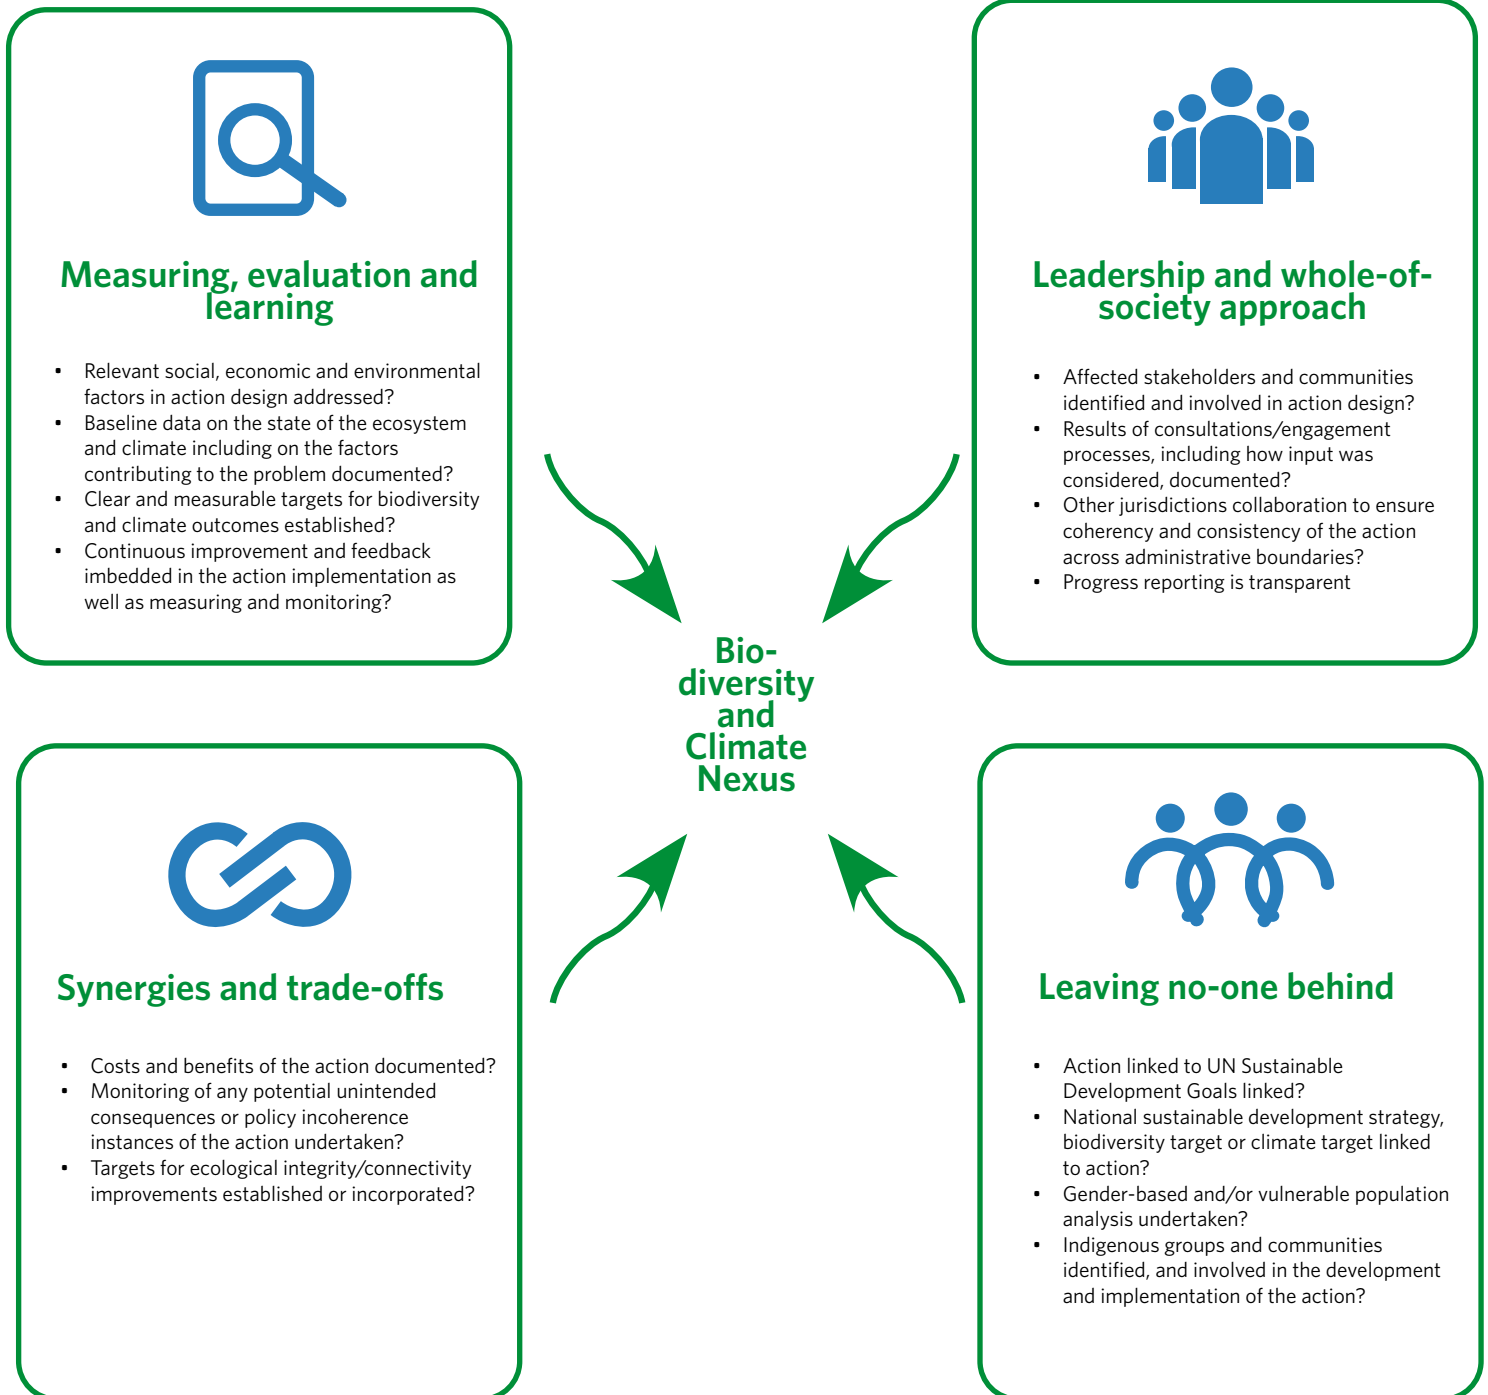 Measuring, evaluation and
learning
• Relevant social, economic and environmental
factors in action design addressed?
• Baseline data on the state of the ecosystem
and climate including on the factors
contributing to the problem documented?
• Clear and measurable targets for biodiversity
and climate outcomes established?
• Continuous improvement and feedback
imbedded in the action implementation as
well as measuring and monitoring?
Leadership and whole-of-
society approach
• Affected stakeholders and communities
identified and involved in action design?
• Results of consultations/engagement
processes, including how input was
considered, documented?
• Other jurisdictions collaboration to ensure
coherency and consistency of the action
across administrative boundaries?
• Progress reporting is transparent
Bio-
diversity
and
Climate
Nexus
Synergies and trade-offs
• Costs and benefits of the action documented?
• Monitoring of any potential unintended
consequences or policy incoherence
instances of the action undertaken?
• Targets for ecological integrity/connectivity
improvements established or incorporated?
Leaving no-one behind
• Action linked to UN Sustainable
Development Goals linked?
• National sustainable development strategy,
biodiversity target or climate target linked
to action?
• Gender-based and/or vulnerable population
analysis undertaken?
• Indigenous groups and communities
identified, and involved in the development
and implementation of the action?